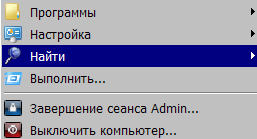 Программы
Настройка
Найти
Выполнить...
Завершение сеанса Admin...
Выключить компьютер...